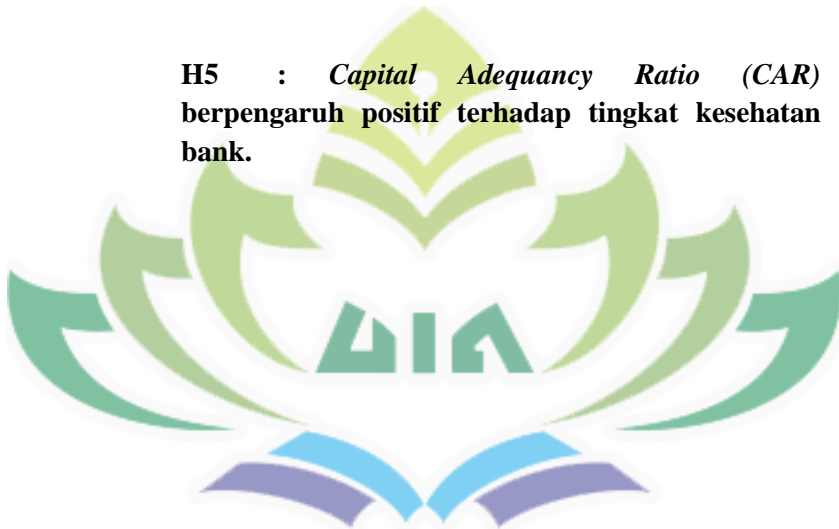 H5 : Capital Adequancy Ratio (CAR)
berpengaruh positif terhadap tingkat kesehatan
bank.
UIN